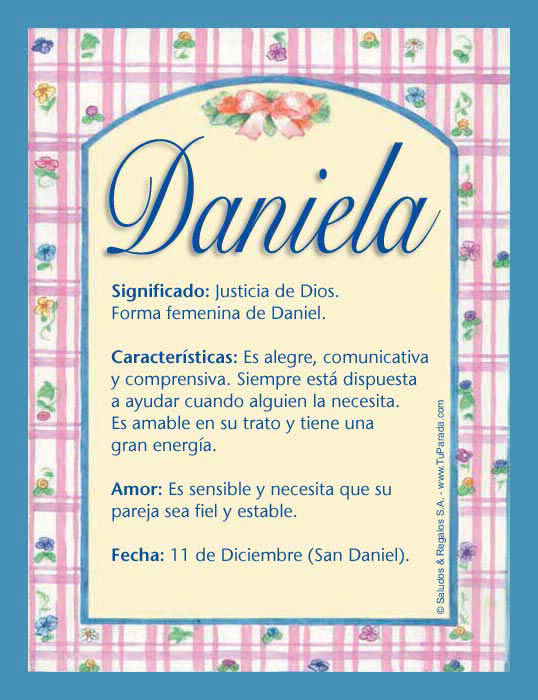 Daniela
Significado: Justicia de Dios.
Forma femenina de Daniel.
Características: Es alegre, comunicativa
y comprensiva. Siempre está dispuesta
a ayudar cuando alguien la necesita.
Es amable en su trato y tiene una
gran energía.
Amor: Es sensible y necesita que su
pareja sea fiel y estable.
Fecha: 11 de Diciembre (San Daniel).
© Saludos & Regalos S.A. - www.TuParada.com